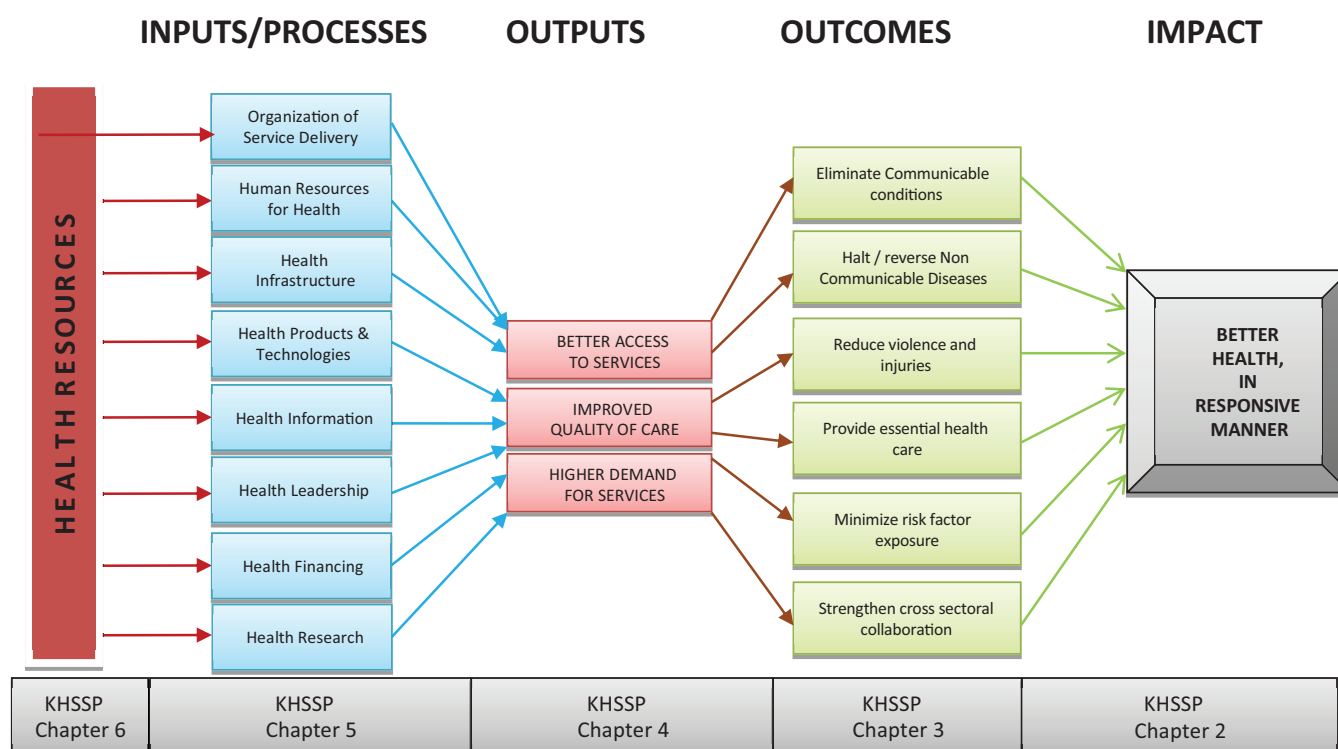 INPUTS/PROCESSES
OUTPUTS
OUTCOMES
IMPACT
HEALTH RESOURCES
Organization of
Service Delivery
Human Resources
for Health
Health
Infrastructure
Health Products &
Technologies
Health Information
Health Leadership
Health Financing
Health Research
BETTER ACCESS
TO SERVICES
IMPROVED
QUALITY OF CARE
HIGHER DEMAND
FOR SERVICES
Eliminate Communicable
conditions
Halt / reverse Non
Communicable Diseases
Reduce violence and
injuries
Provide essential health
care
Minimize risk factor
exposure
Strengthen cross sectoral
collaboration
BETTER
HEALTH,
IN
RESPONSIVE
MANNER
KHSSP
Chapter 6
KHSSP
Chapter 5
KHSSP
Chapter 4
KHSSP
Chapter 3
KHSSP
Chapter 2